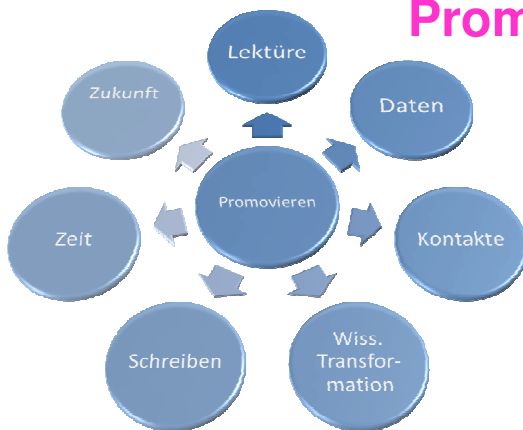 Prom
Lektüre
Daten
Kontakte
Wiss.
Transfor-
mation
Schreiben
Zeit
Zukunft
Promovieren